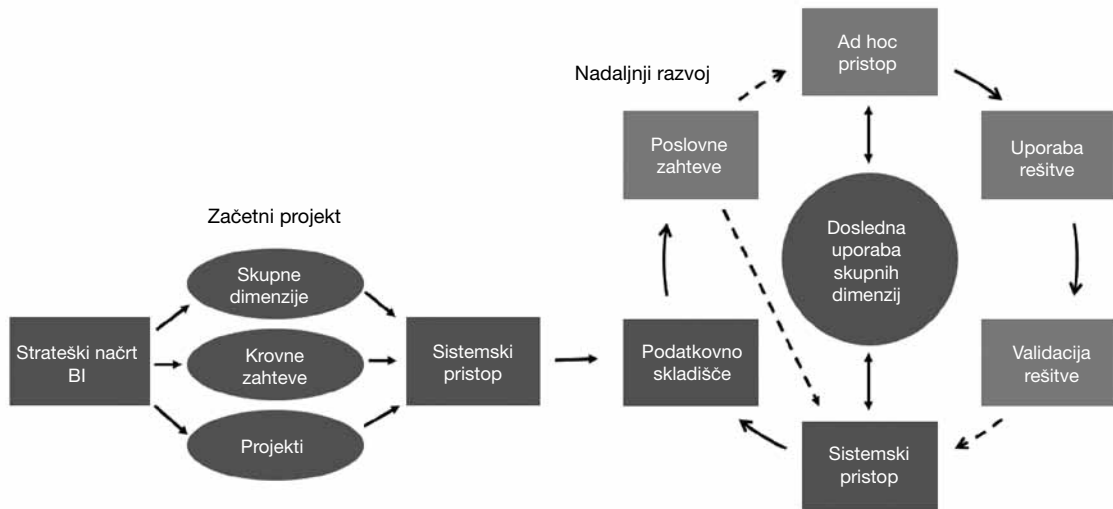 Začetni projekt
Strateški načrt
BI
Skupne
dimenzije
Krovne
zahteve
Projekti
Sistemski
pristop
Nadaljnji razvoj
Ad hoc
pristop
Poslovne
zahteve
Uporaba
rešitve
Dosledna
uporaba
skupnih
dimenzij
Podatkovno
skladišče
Validacija
rešitve
Sistemski
pristop